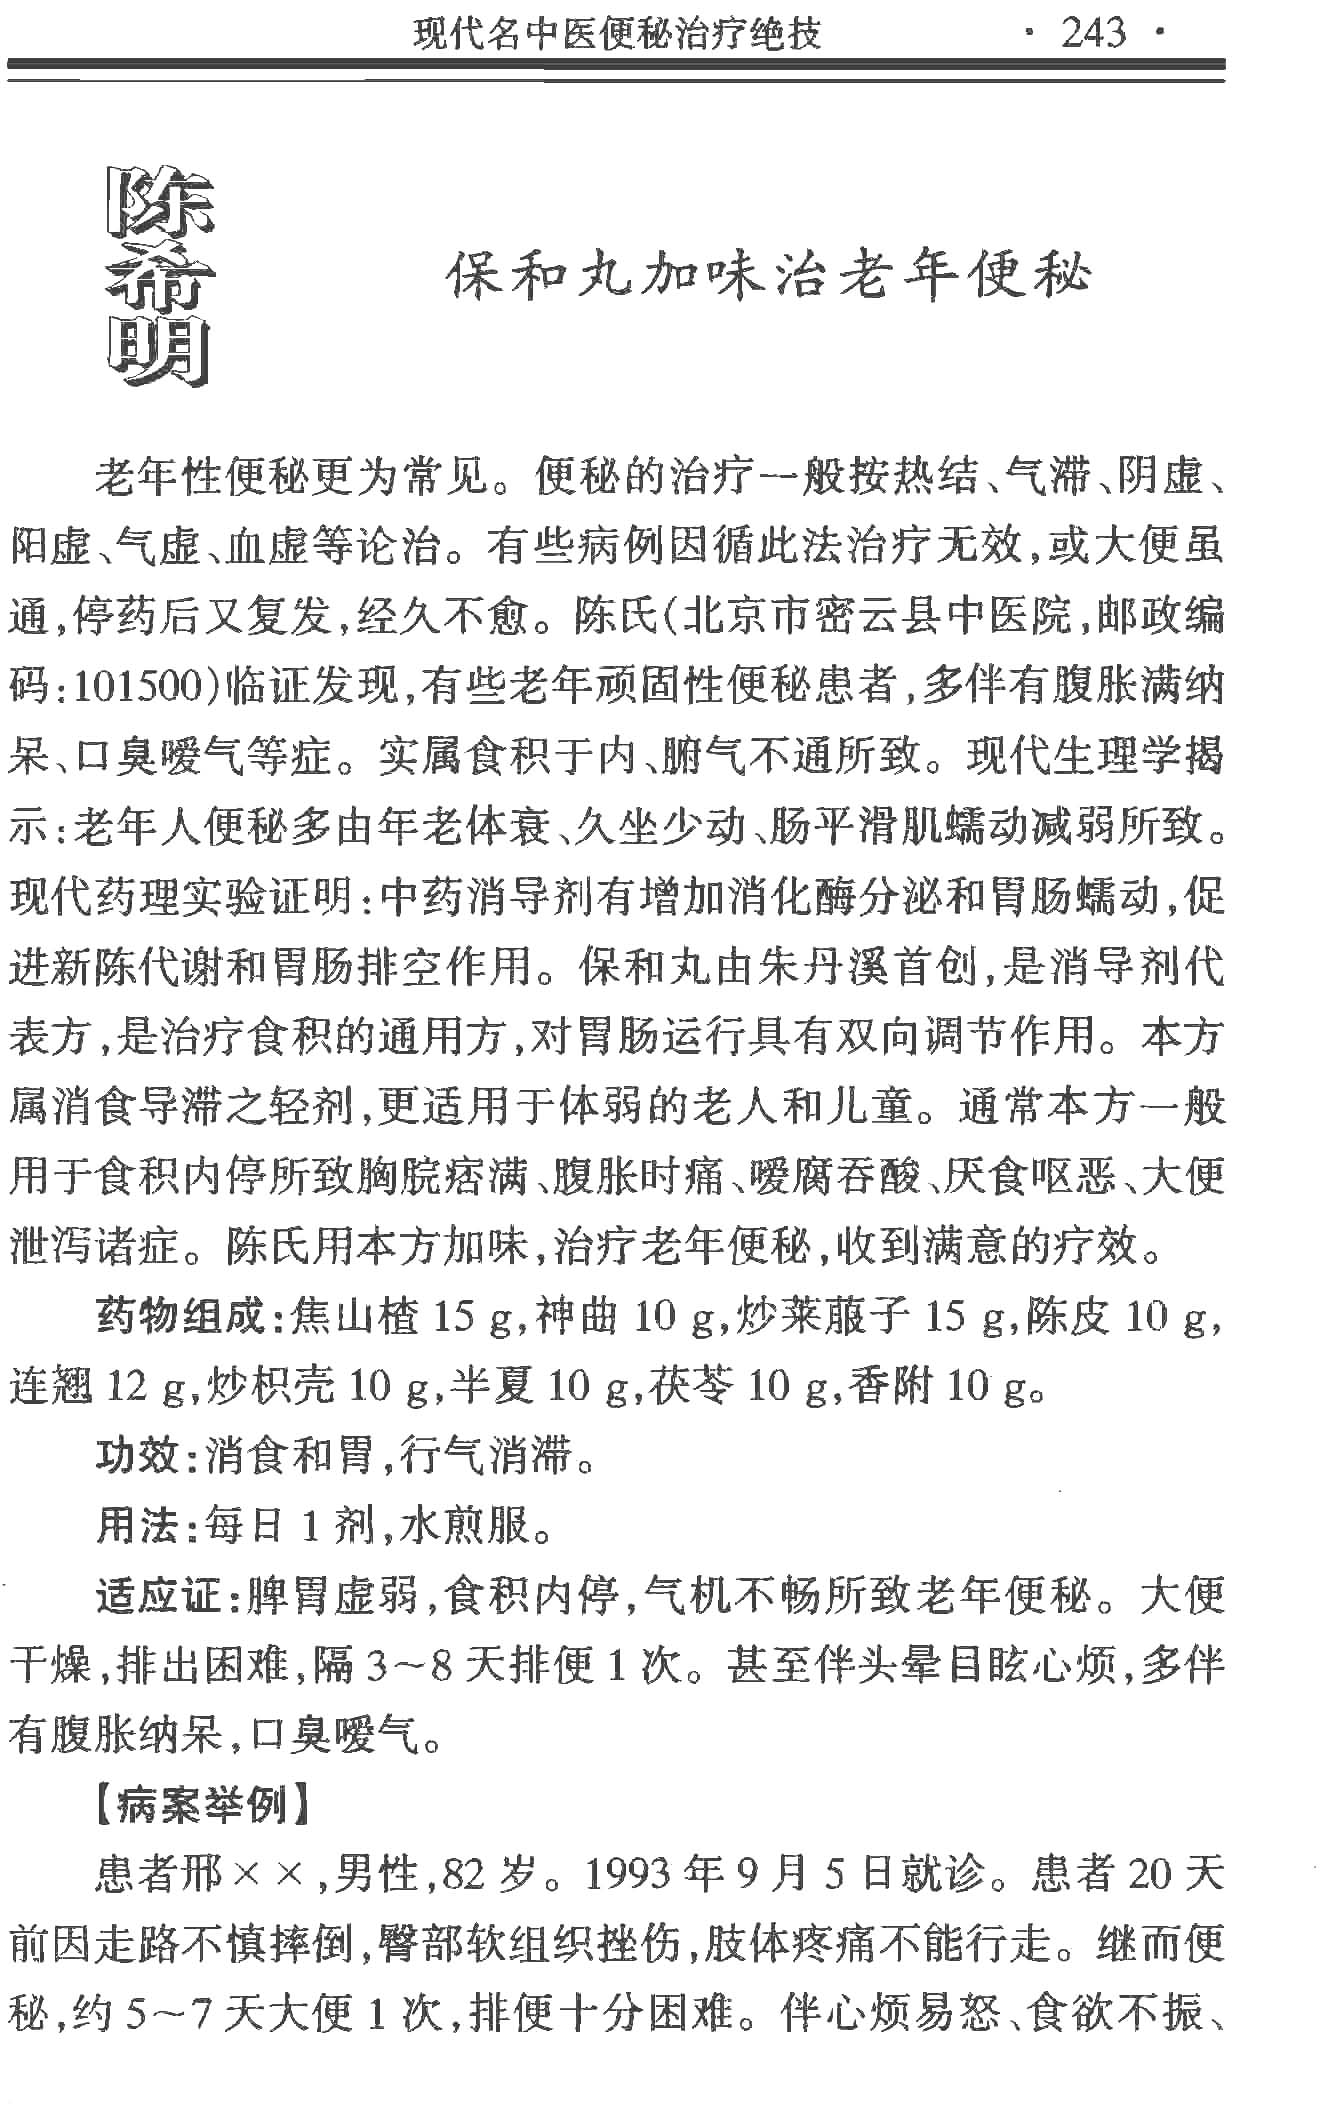 现代名中医便秘治疗绝技 · 243 ·
陈希明
保和丸加味治老年便秘
老年性便秘更为常见。便秘的治疗一般按热结、气滞、阴虚、
阳虚、气虚、血虚等论治。有些病例因循此法治疗无效,或大便虽
通,停药后又复发,经久不愈。陈氏(北京市密云县中医院,邮政编
码:101500)临证发现,有些老年顽固性便秘患者,多伴有腹胀满纳
呆、口臭嗳气等症。实属食积于内、腑气不通所致。现代生理学揭
示:老年人便秘多由年老体衰、久坐少动、肠平滑肌蠕动减弱所致。
现代药理实验证明:中药消导剂有增加消化酶分泌和胃肠蠕动,促
进新陈代谢和胃肠排空作用。保和丸由朱丹溪首创,是消导剂代
表方,是治疗食积的通用方,对胃肠运行具有双向调节作用。本方
属消食导滞之轻剂,更适用于体弱的老人和儿童。通常本方一般
用于食积内停所致胸脘痞满、腹胀时痛、嗳腐吞酸、厌食呕恶、大便
泄泻诸症。陈氏用本方加味,治疗老年便秘,收到满意的疗效。
药物组成:焦山楂 15 g,神曲 10 g,炒莱菔子 15 g,陈皮 10 g,
连翘 12 g,炒枳壳 10 g,半夏 10 g,茯苓 10 g,香附 10 g。
功效:消食和胃,行气消滞。
用法:每日 1 剂,水煎服。
适应证:脾胃虚弱,食积内停,气机不畅所致老年便秘。大便
干燥,排出困难,隔 3～8 天排便 1 次。甚至伴头晕目眩心烦,多伴
有腹胀纳呆,口臭嗳气。
【病案举例】
患者邢××,男性,82 岁。1993 年 9 月 5 日就诊。患者 20 天
前因走路不慎摔倒,臀部软组织挫伤,肢体疼痛不能行走。继而便
秘,约 5～7 天大便 1 次,排便十分困难。伴心烦易怒、食欲不振、